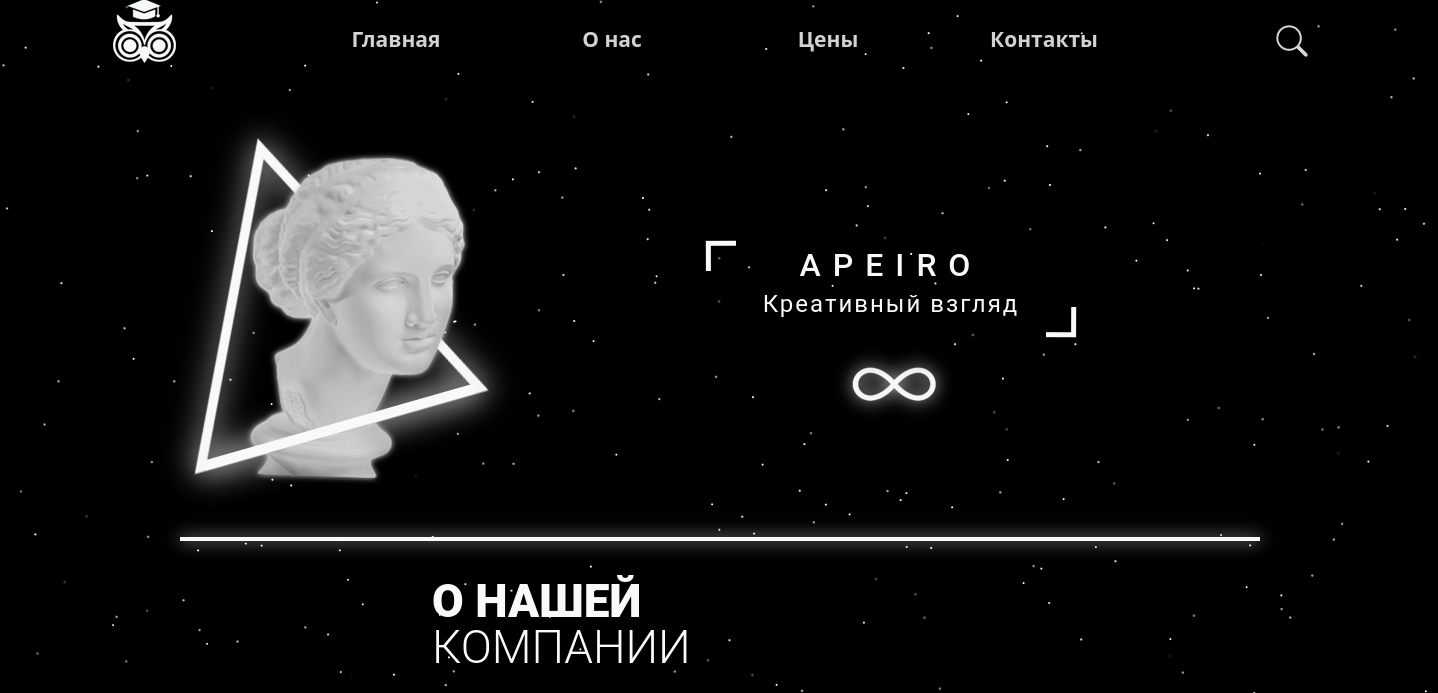 Главная О нас Цены Контакты
APEIRO
Креативный взгляд
О НАШЕЙ
КОМПАНИИ